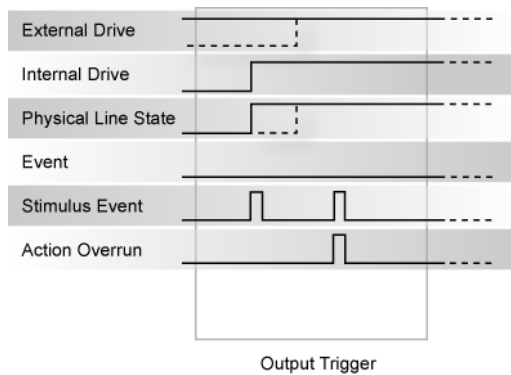 External Drive
Internal Drive
Physical Line State
Event
Stimulus Event
Action Overrun
Output Trigger